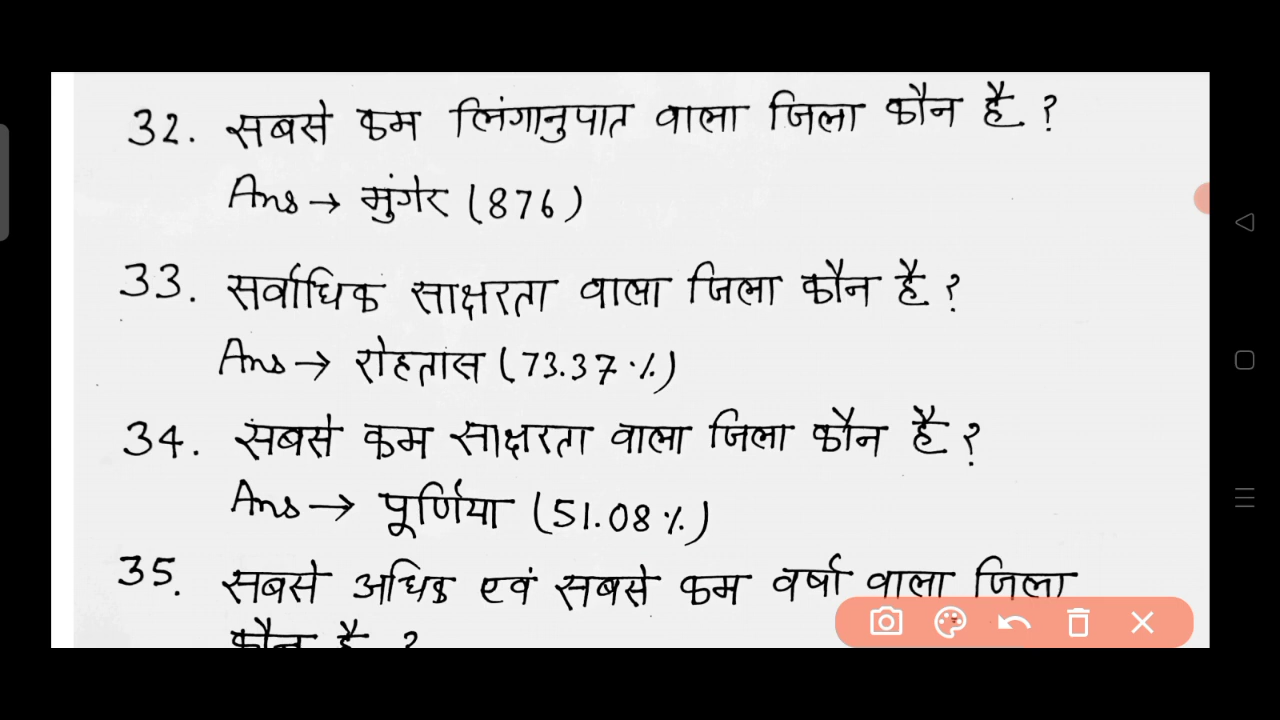 32. सबसे कम लिंगानुपात वाला जिला कौन है ?
Ans → मुंगेर (876)
33. सर्वाधिक साक्षरता वाला जिला कौन है ?
Ans → रोहतास (73.37%)
34. सबसे कम साक्षरता वाला जिला कौन है ?
Ans → पूर्णिया (51.08%)
35. सबसे अधिक एवं सबसे कम वर्षा वाला जिला
कौन है ?